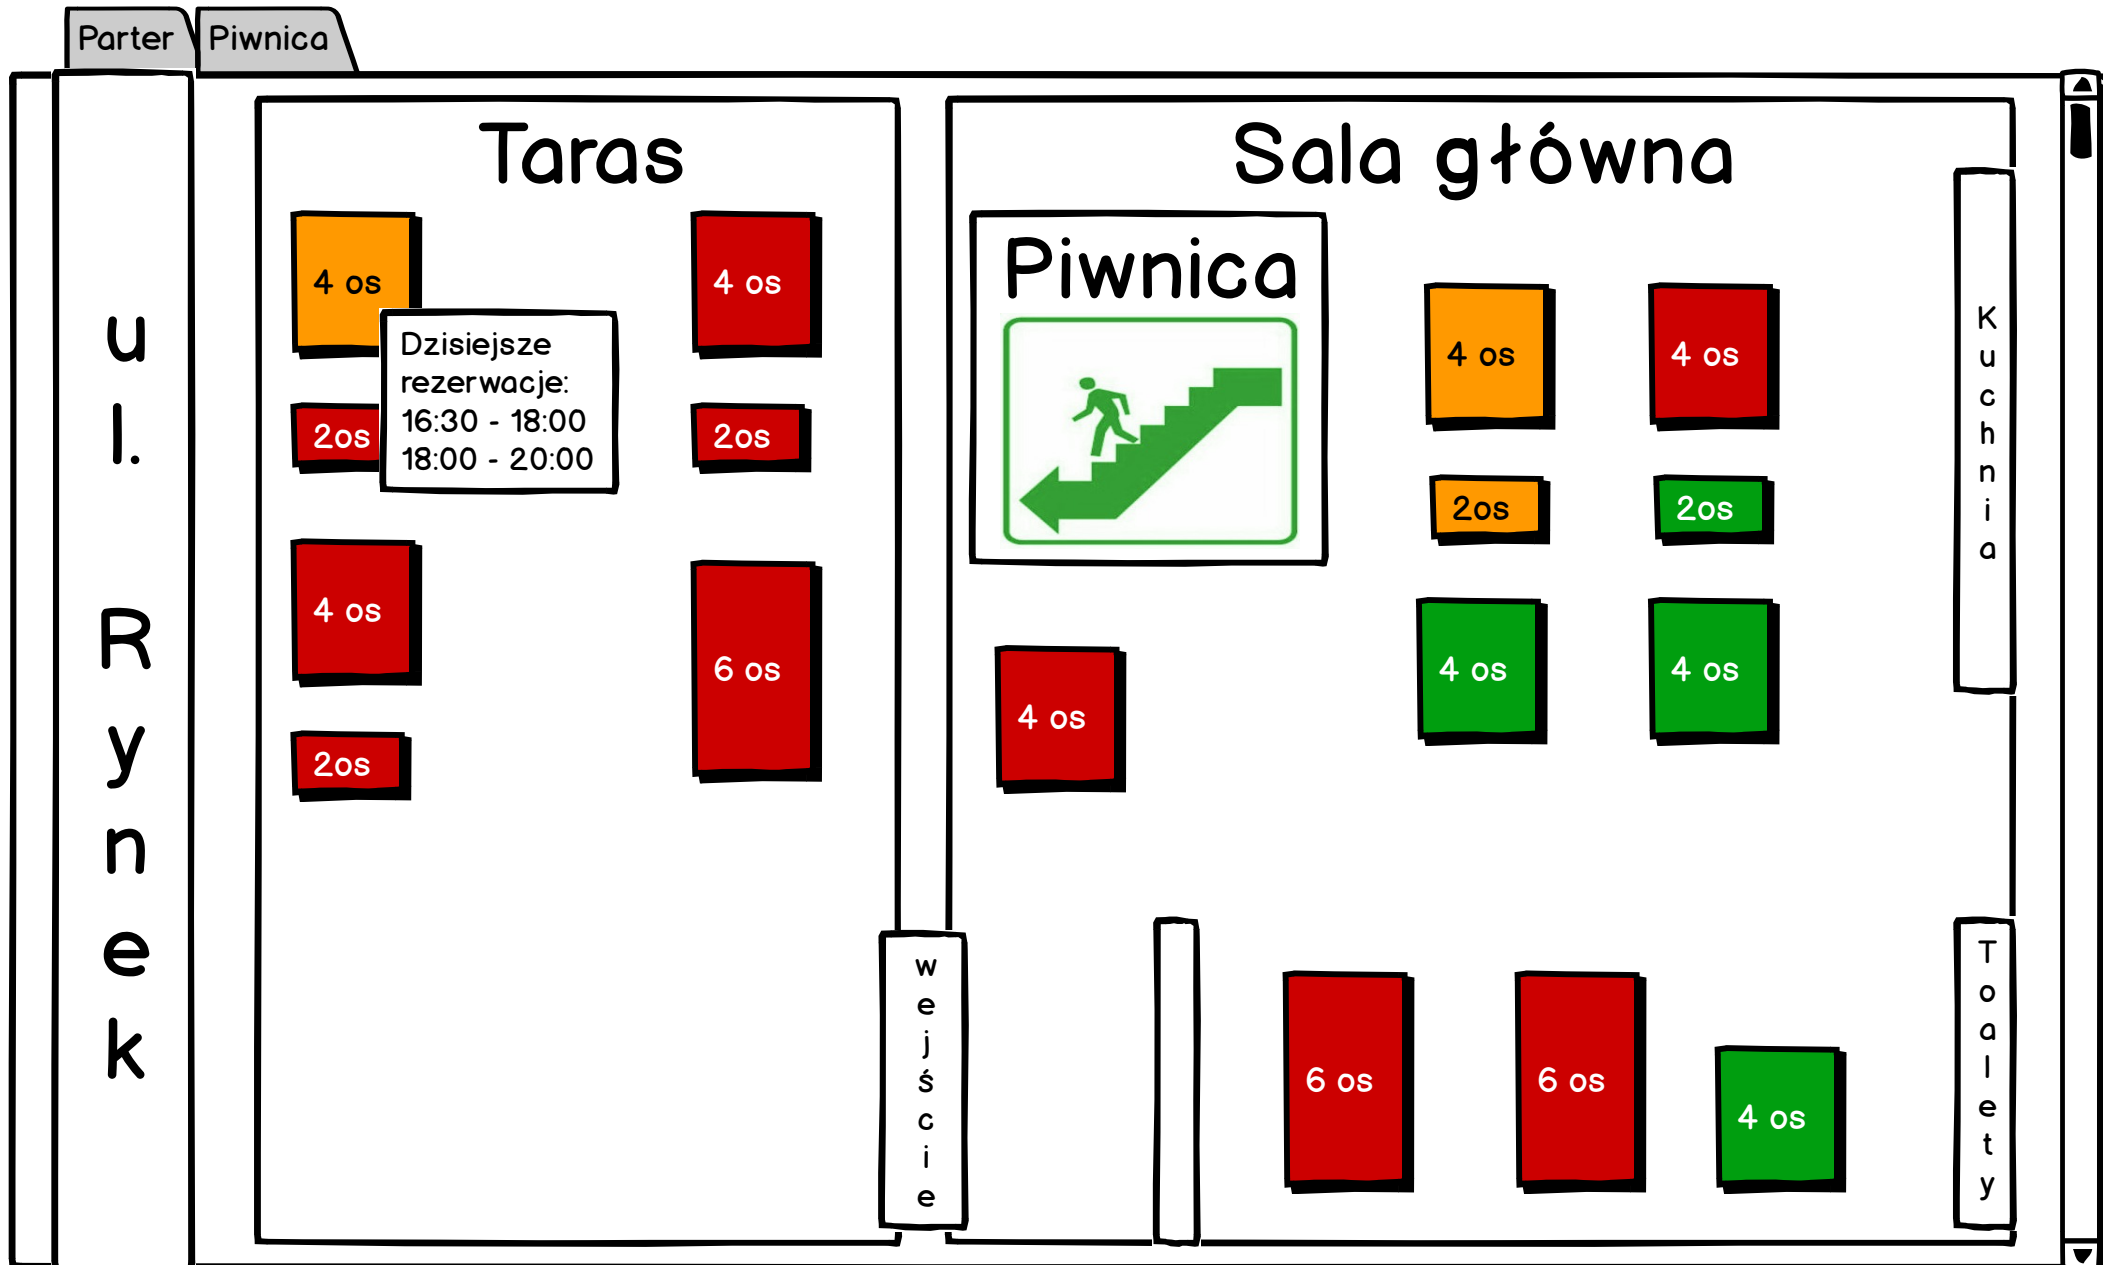 Parter
Piwnica
ul. Rynek
Taras
4 os
4 os
Dzisiejsze
rezerwacje:
16:30 - 18:00
18:00 - 20:00
2os
2os
4 os
6 os
2os
wejście
Sala główna
Piwnica
4 os
4 os
2os
2os
4 os
4 os
4 os
6 os
6 os
4 os
Kuchnia
Toalety